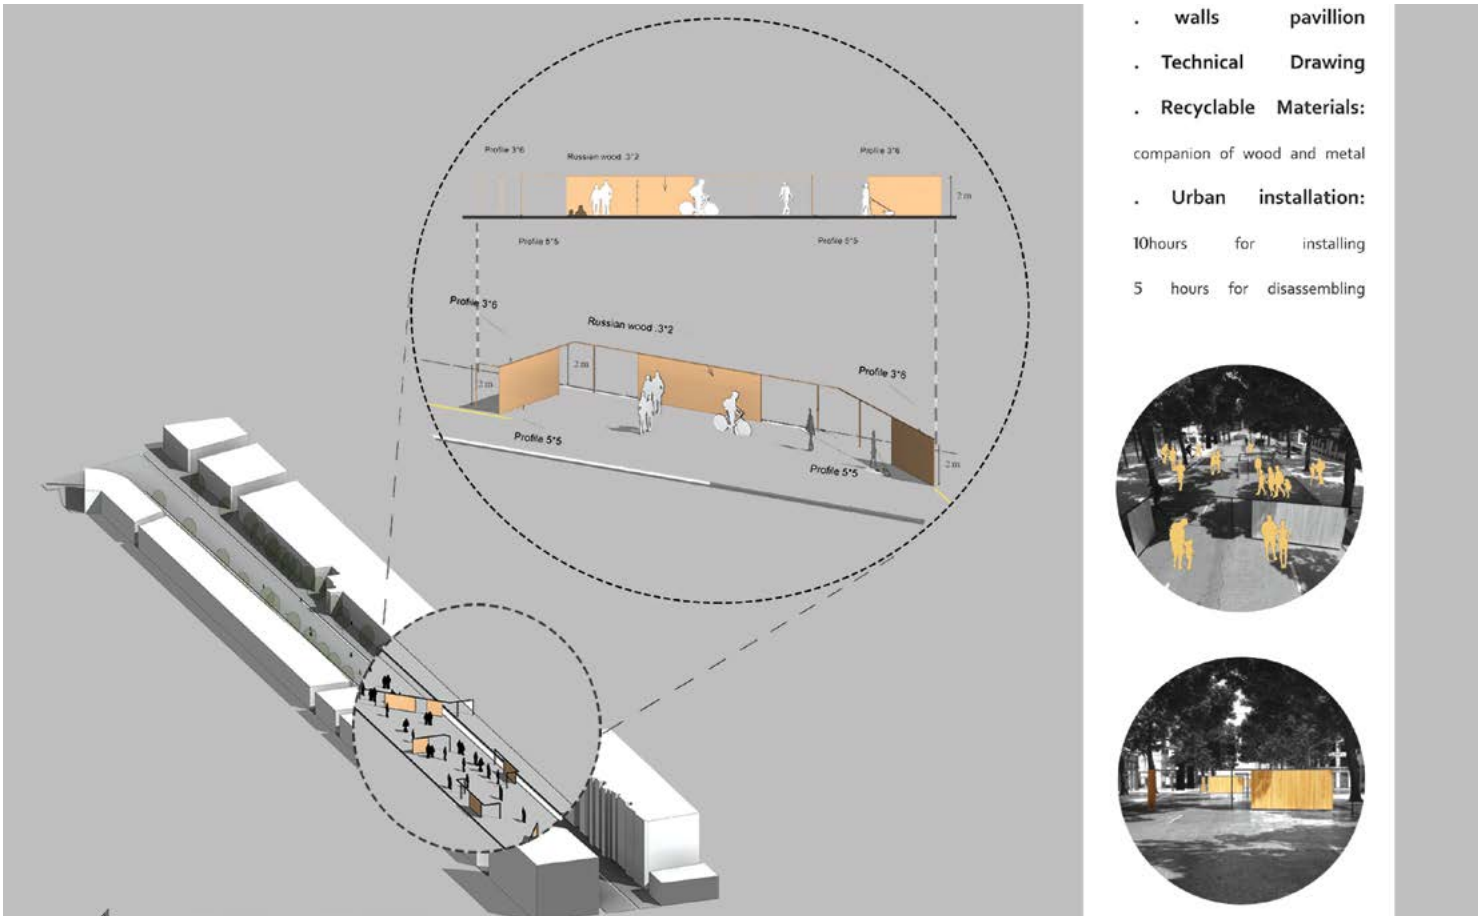 Profile 3*6
Russian wood .3*2
Profile 3*6
2 m
Profile 5*5
Profile 5*5
Profile 3*6
Russian wood .3*2
2 m
2 m
Profile 3*6
Profile 5*5
Profile 5*5
2 m
. walls pavillion
. Technical Drawing
. Recyclable Materials:
companion of wood and metal
. Urban installation:
10hours for installing
5 hours for disassembling